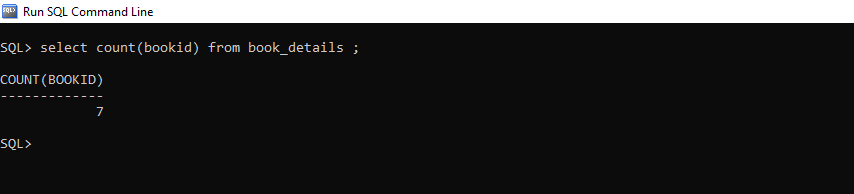 Run SQL Command Line
SQL> select count(bookid) from book_details ;
COUNT(BOOKID)
-------------
7
SQL>